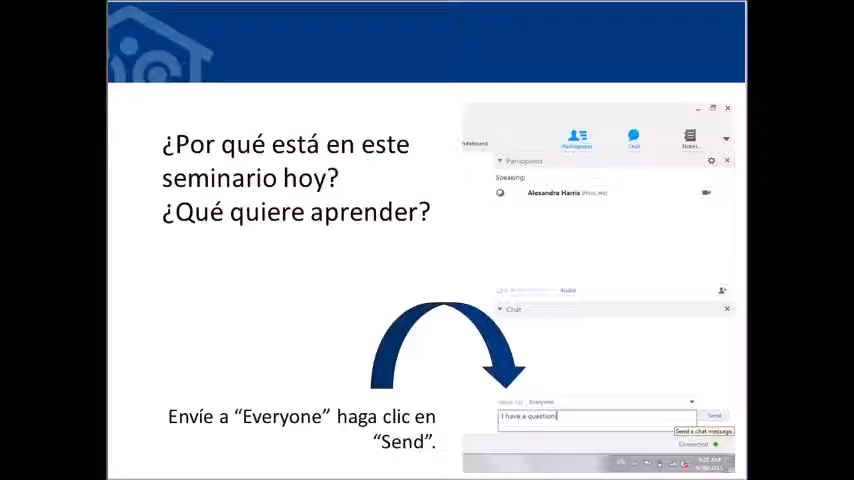 ¿Por qué está en este
seminario hoy?
¿Qué quiere aprender?
Participants
Chat
Notes
Participants
Speaking:
Alexandra Harris
Audio
Chat
Everyone
I have a question
Send
Send a chat message.
Connected
Envíe a “Everyone” haga clic en
“Send”.